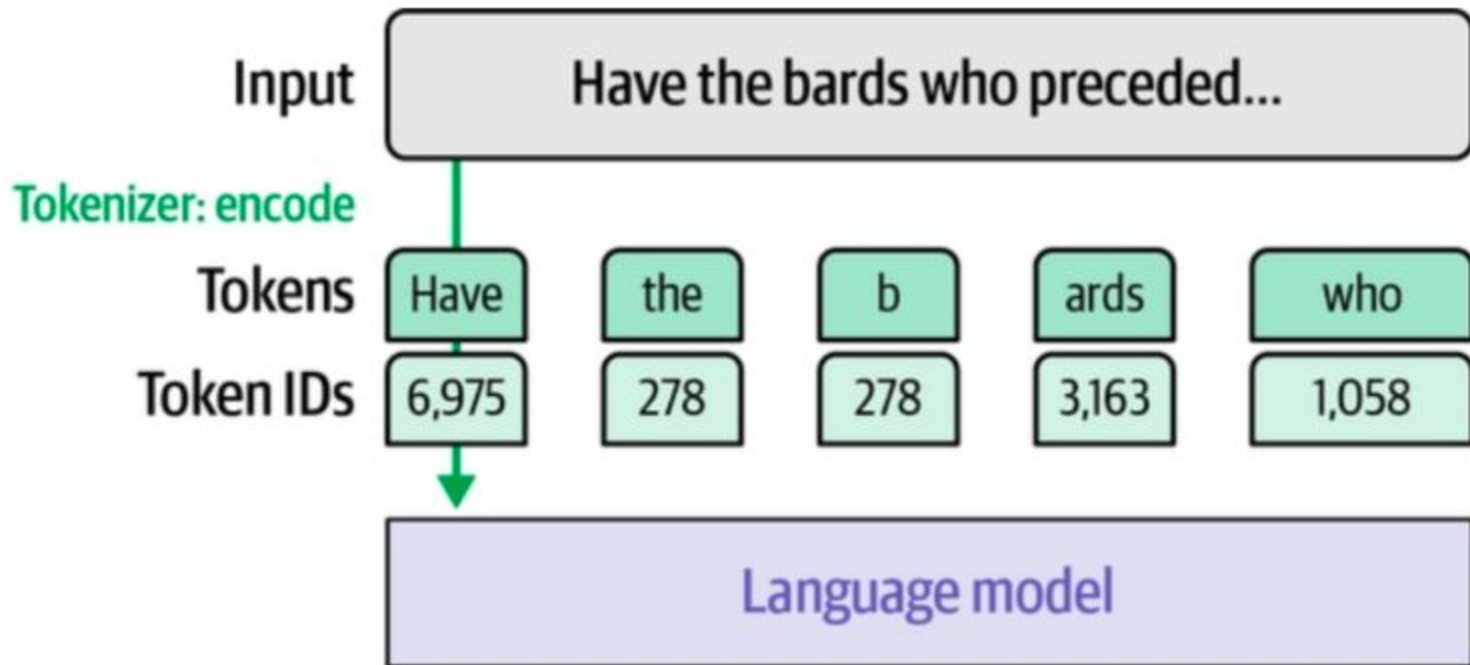 Input Have the bards who preceded...
Tokenizer: encode
Tokens Have the b ards who
Token IDs 6,975 278 278 3,163 1,058
Language model